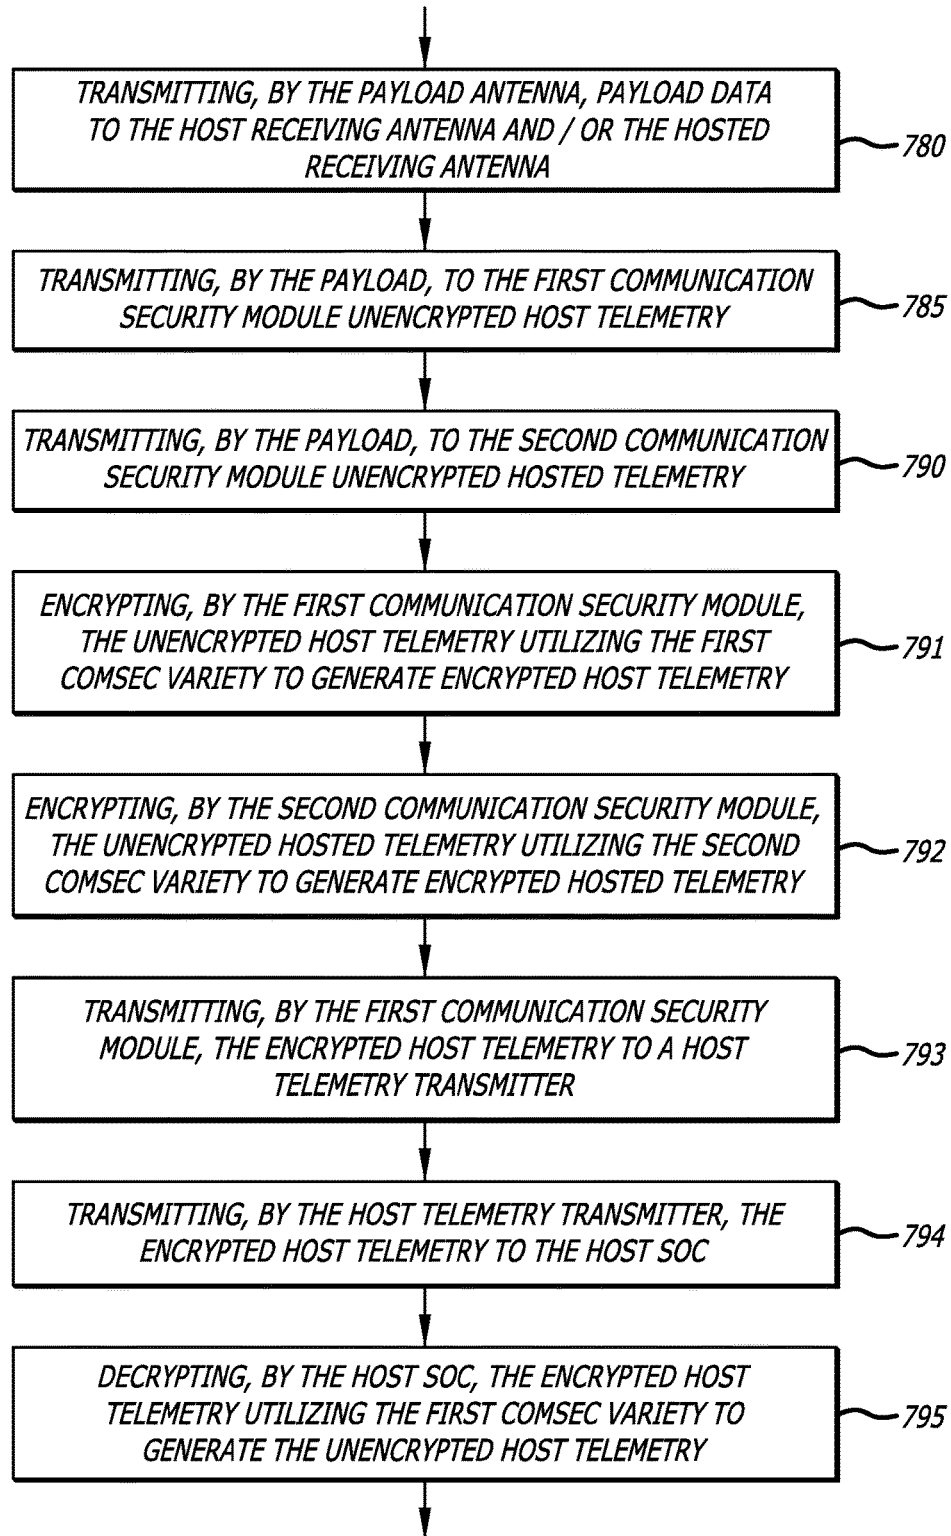 TRANSMITTING, BY THE PAYLOAD ANTENNA, PAYLOAD DATA
TO THE HOST RECEIVING ANTENNA AND / OR THE HOSTED
RECEIVING ANTENNA
780
TRANSMITTING, BY THE PAYLOAD, TO THE FIRST COMMUNICATION
SECURITY MODULE UNENCRYPTED HOST TELEMETRY
785
TRANSMITTING, BY THE PAYLOAD, TO THE SECOND COMMUNICATION
SECURITY MODULE UNENCRYPTED HOSTED TELEMETRY
790
ENCRYPTING, BY THE FIRST COMMUNICATION SECURITY MODULE,
THE UNENCRYPTED HOST TELEMETRY UTILIZING THE FIRST
COMSEC VARIETY TO GENERATE ENCRYPTED HOST TELEMETRY
791
ENCRYPTING, BY THE SECOND COMMUNICATION SECURITY MODULE,
THE UNENCRYPTED HOSTED TELEMETRY UTILIZING THE SECOND
COMSEC VARIETY TO GENERATE ENCRYPTED HOSTED TELEMETRY
792
TRANSMITTING, BY THE FIRST COMMUNICATION SECURITY
MODULE, THE ENCRYPTED HOST TELEMETRY TO A HOST
TELEMETRY TRANSMITTER
793
TRANSMITTING, BY THE HOST TELEMETRY TRANSMITTER, THE
ENCRYPTED HOST TELEMETRY TO THE HOST SOC
794
DECRYPTING, BY THE HOST SOC, THE ENCRYPTED HOST
TELEMETRY UTILIZING THE FIRST COMSEC VARIETY TO
GENERATE THE UNENCRYPTED HOST TELEMETRY
795